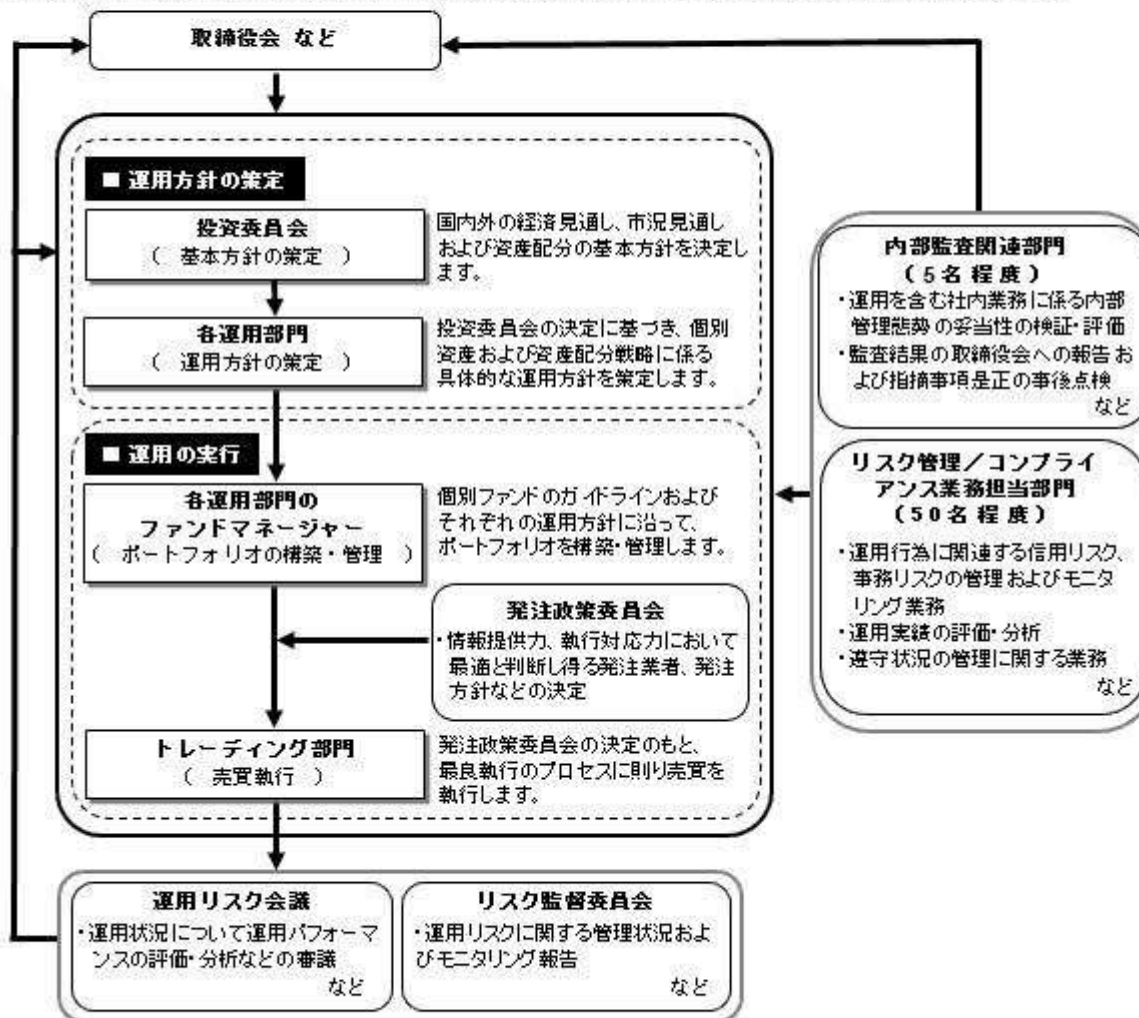 取締役会 など
■ 運用方針の策定
投資委員会
（ 基本方針の策定 ）
国内外の経済見通し、市況見通し
および資産配分の基本方針を決定し
ます。
各運用部門
（ 運用方針の策定 ）
投資委員会の決定に基づき、個別
資産および資産配分戦略に係る
具体的な運用方針を策定します。
■ 運用の実行
各運用部門の
ファンドマネージャー
（ ポートフォリオの構築・管理 ）
個別ファンドのガイドラインおよび
それぞれの運用方針に沿って、
ポートフォリオを構築・管理します。
発注政策委員会
・情報提供力、執行対応力において
最適と判断し得る発注業者、発注
方針などの決定
トレーディング部門
（ 売買執行 ）
発注政策委員会の決定のもと、
最良執行のプロセスに則り売買を
執行します。
内部監査関連部門
（5名程度）
・運用を含む社内業務に係る内部
管理態勢の妥当性の検証・評価
・監査結果の取締役会への報告お
よび指摘事項是正の事後点検
など
リスク管理／コンプライ
アンス業務担当部門
（50名程度）
・運用行為に関連する信用リスク、
事務リスクの管理およびモニタ
リング業務
・運用実績の評価・分析
・遵守状況の管理に関する業務
など
運用リスク会議
・運用状況について運用パフォーマ
ンスの評価・分析などの審議
など
リスク監督委員会
・運用リスクに関する管理状況およ
びモニタリング報告
など